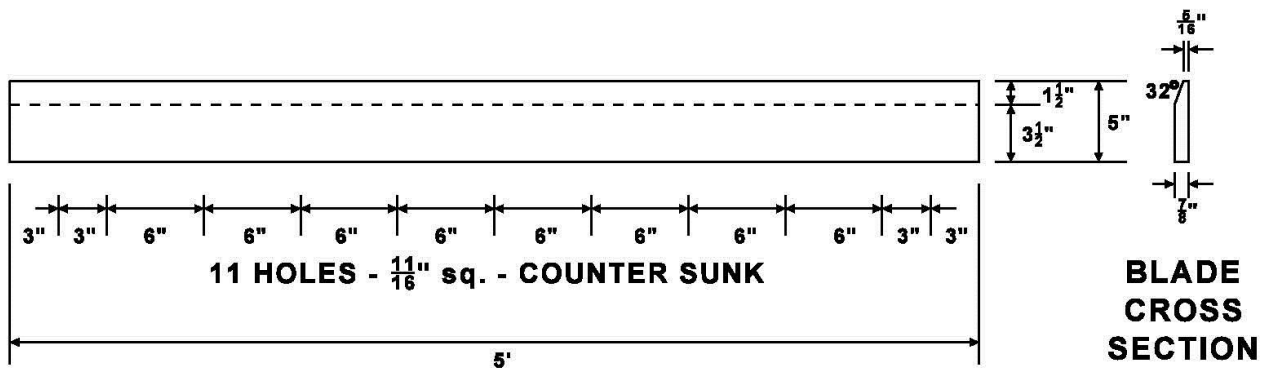 5/16"
32°
1 1/2"
3 1/2"
5"
7/8"
3" 3" 6" 6" 6" 6" 6" 6" 6" 6" 3" 3"
11 HOLES - 11/16" sq. - COUNTER SUNK
5'
BLADE
CROSS
SECTION